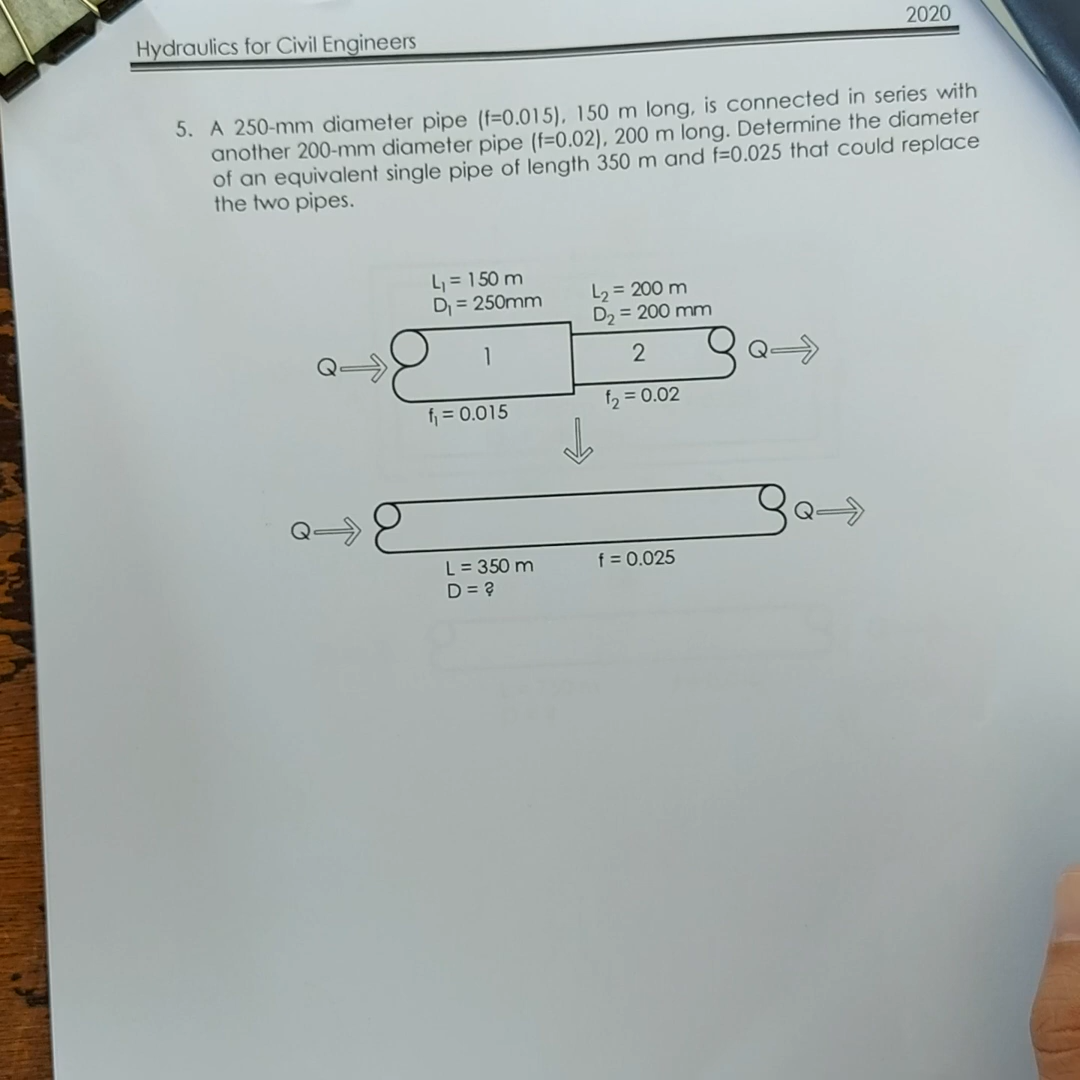 2020
Hydraulics for Civil Engineers
5. A 250-mm diameter pipe (f=0.015), 150 m long, is connected in series with
another 200-mm diameter pipe (f=0.02), 200 m long. Determine the diameter
of an equivalent single pipe of length 350 m and f=0.025 that could replace
the two pipes.
L₁ = 150 m
D₁ = 250mm
L₂ = 200 m
D₂ = 200 mm
Q
1
2
Q
f₁ = 0.015
f₂ = 0.02
Q
Q
L = 350 m
f = 0.025
D = ?